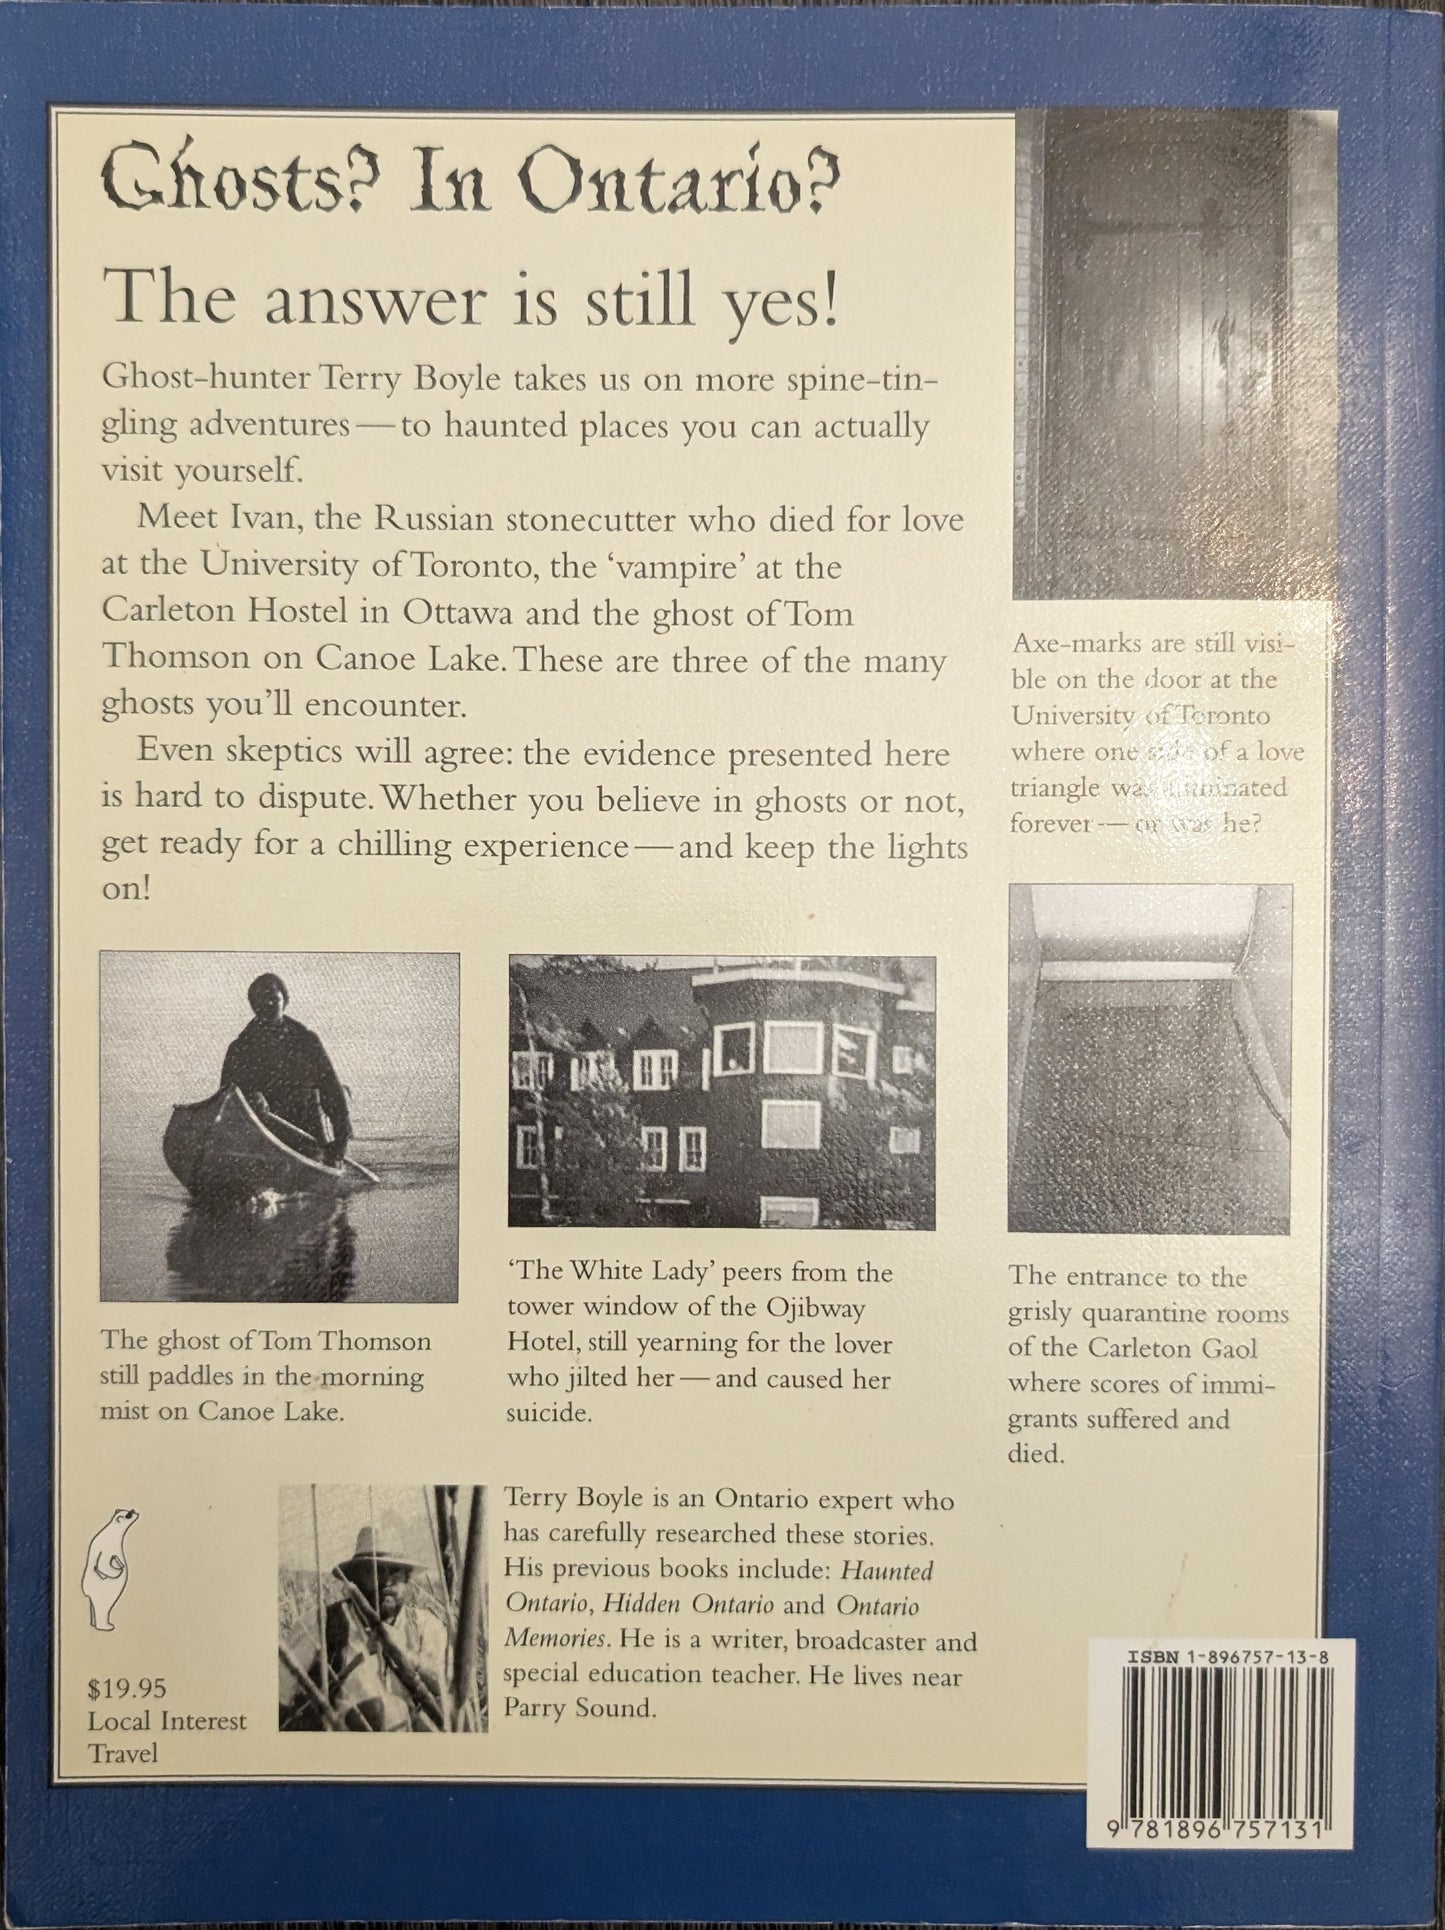 Ghosts? In Ontario?
The answer is still yes!
Ghost-hunter Terry Boyle takes us on more spine-tin-
gling adventures—to haunted places you can actually
visit yourself.
Meet Ivan, the Russian stonecutter who died for love
at the University of Toronto, the ‘vampire’ at the
Carleton Hostel in Ottawa and the ghost of Tom
Thomson on Canoe Lake. These are three of the many
ghosts you’ll encounter.
Even skeptics will agree: the evidence presented here
is hard to dispute. Whether you believe in ghosts or not,
get ready for a chilling experience—and keep the lights
on!
Axe-marks are still visi-
ble on the door at the
University of Toronto
where one side of a love
triangle was eliminated
forever—or was he?
The ghost of Tom Thomson
still paddles in the morning
mist on Canoe Lake.
‘The White Lady’ peers from the
tower window of the Ojibway
Hotel, still yearning for the lover
who jilted her—and caused her
suicide.
The entrance to the
grisly quarantine rooms
of the Carleton Gaol
where scores of immi-
grants suffered and
died.
Terry Boyle is an Ontario expert who
has carefully researched these stories.
His previous books include: Haunted
Ontario, Hidden Ontario and Ontario
Memories. He is a writer, broadcaster and
special education teacher. He lives near
Parry Sound.
$19.95
Local Interest
Travel
ISBN 1-896757-13-8
9 781896 757131